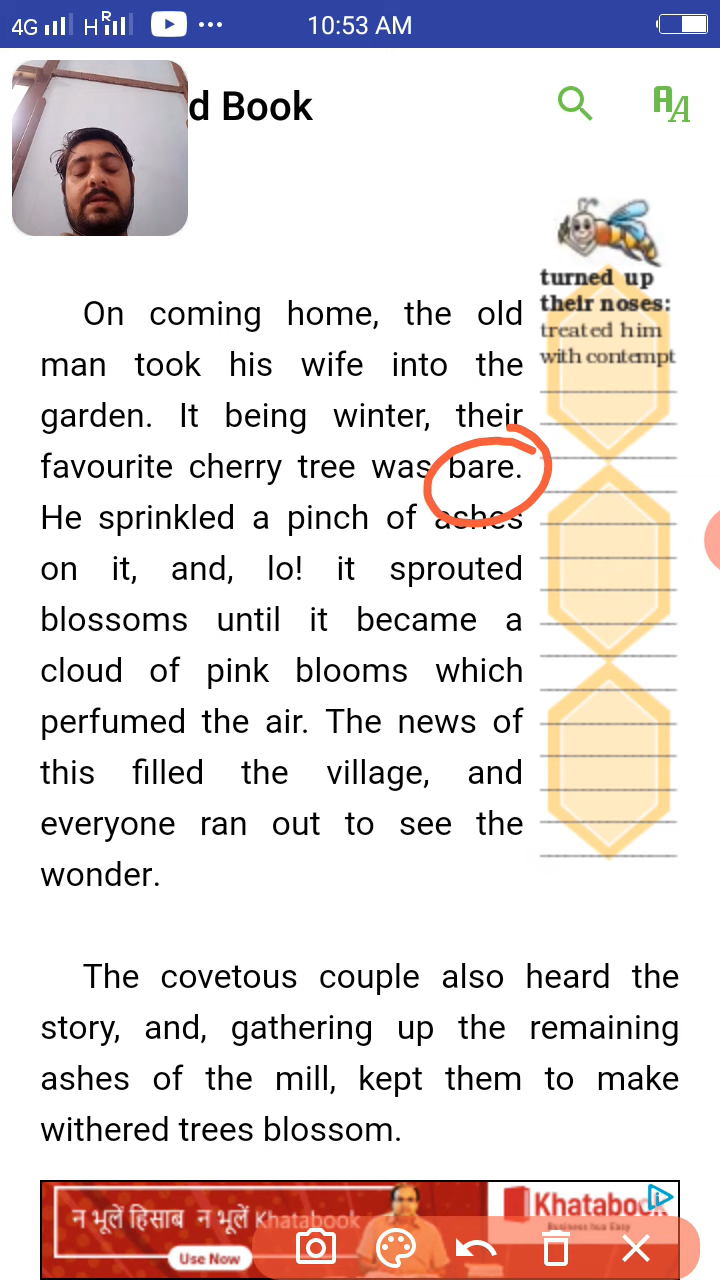 4G H R 10:53 AM
d Book
turned up
their noses:
treated him
with contempt
On coming home, the old
man took his wife into the
garden. It being winter, their
favourite cherry tree was bare.
He sprinkled a pinch of ashes
on it, and, lo! it sprouted
blossoms until it became a
cloud of pink blooms which
perfumed the air. The news of
this filled the village, and
everyone ran out to see the
wonder.
The covetous couple also heard the
story, and, gathering up the remaining
ashes of the mill, kept them to make
withered trees blossom.
न भूलें हिसाब न भूलें Khatabook
Use Now
Khatabook